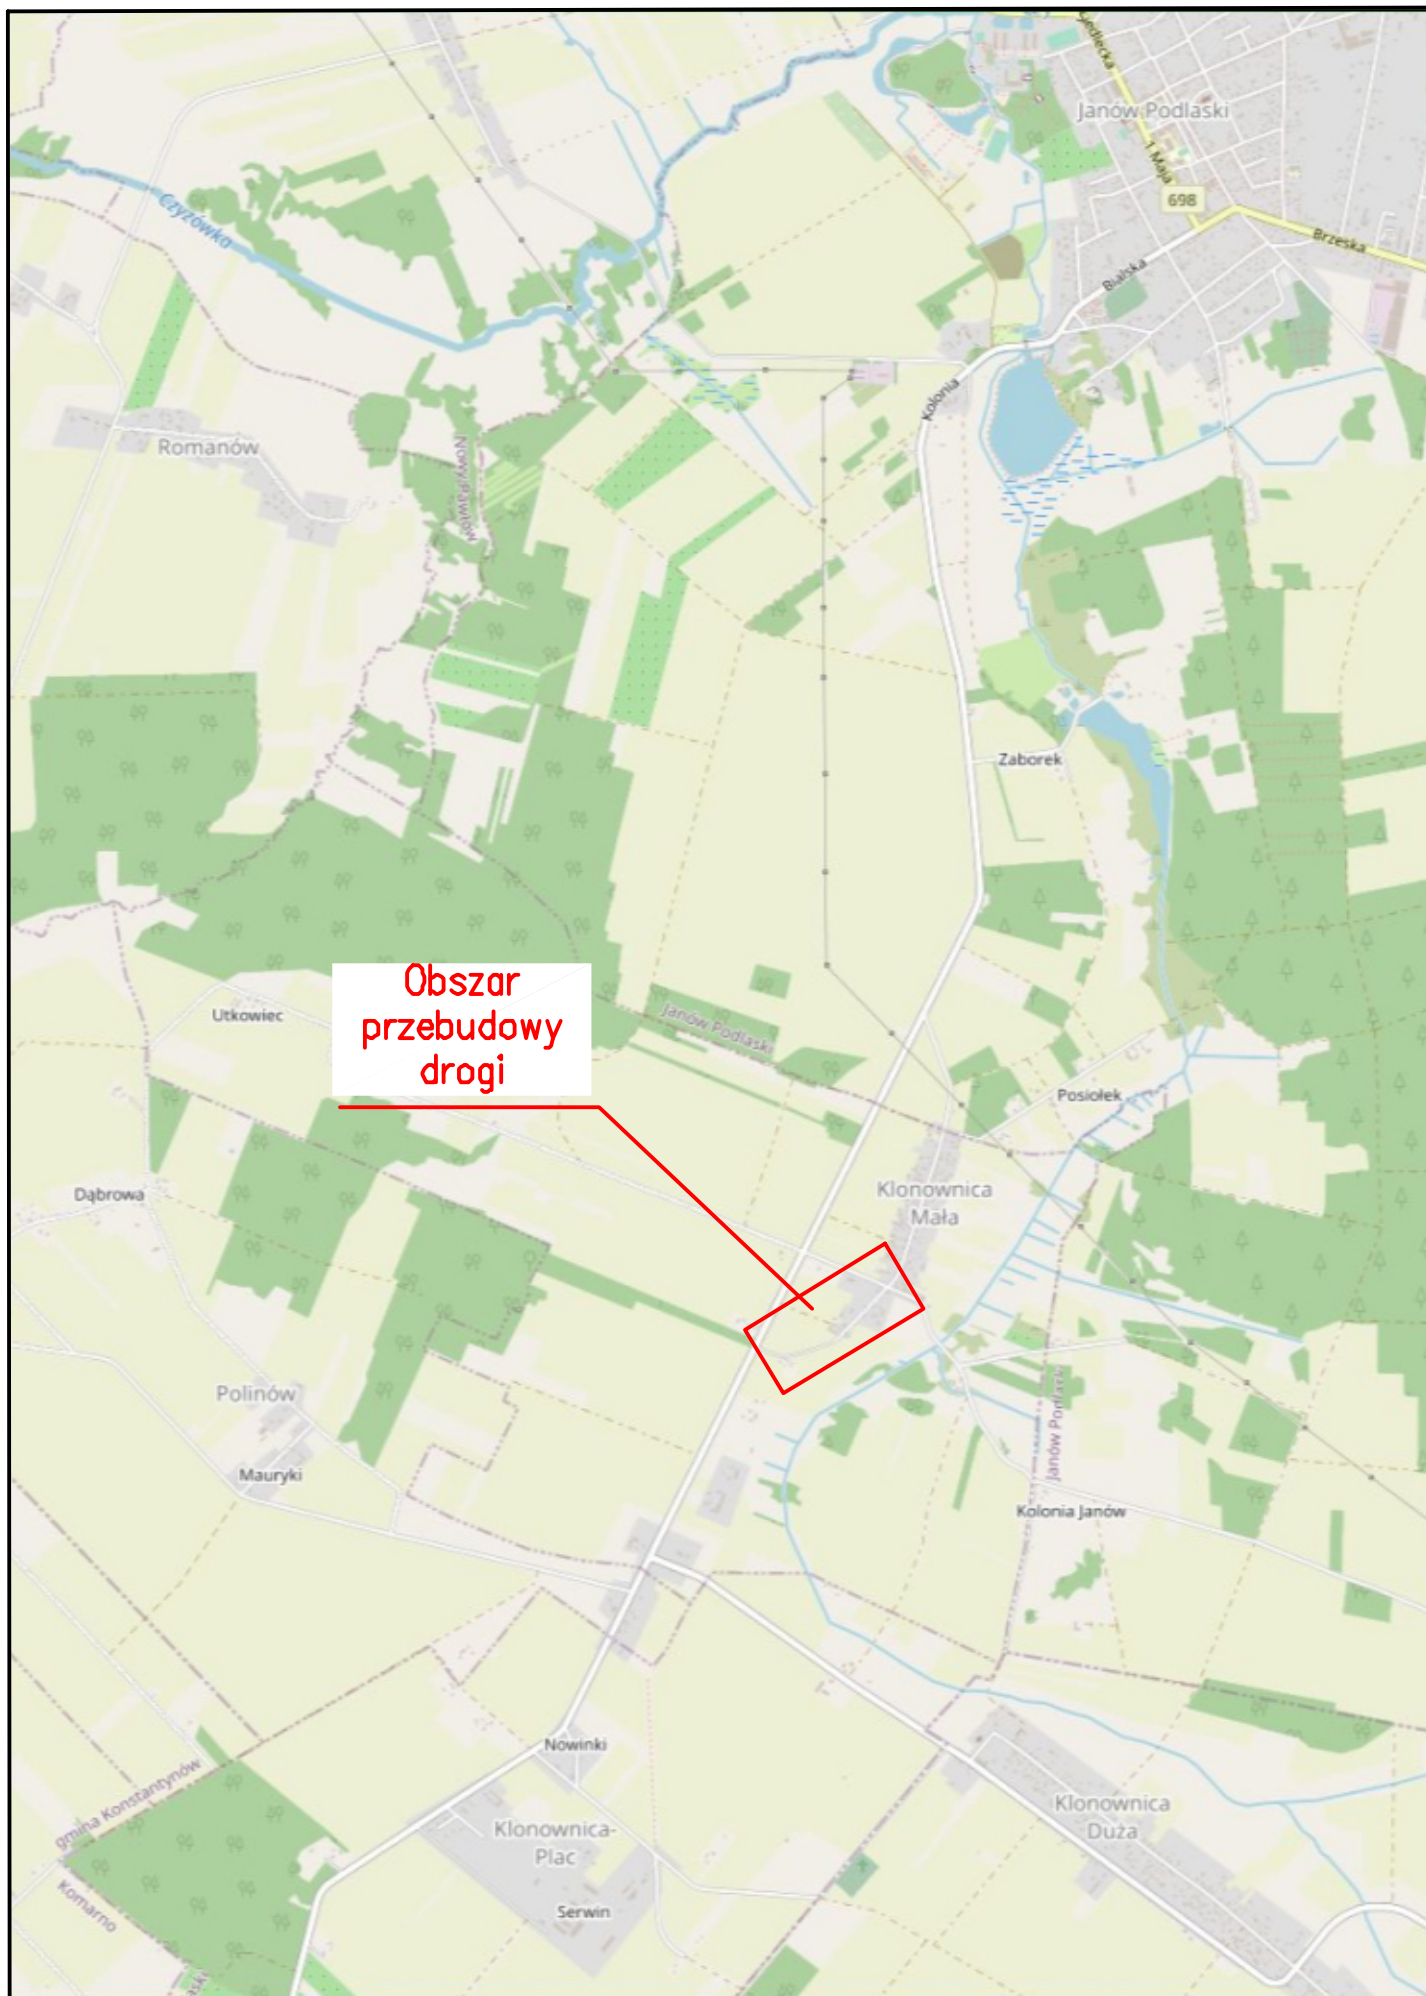 Siedlecka
Janów Podlaski
1 Maja
698
Czyżówka
Brzeska
Bialska
Kolonia
Romanów
Nowy Pawłów
Zaborek
Obszar
przebudowy
drogi
Utkowiec
Janów Podlaski
Posiołek
Dąbrowa
Klonownica
Mała
Polinów
Janów Podlaski
Mauryki
Kolonia Janów
Nowinki
gmina Konstantynów
Klonownica
Duża
Klonownica-
Plac
Komarno
Serwin